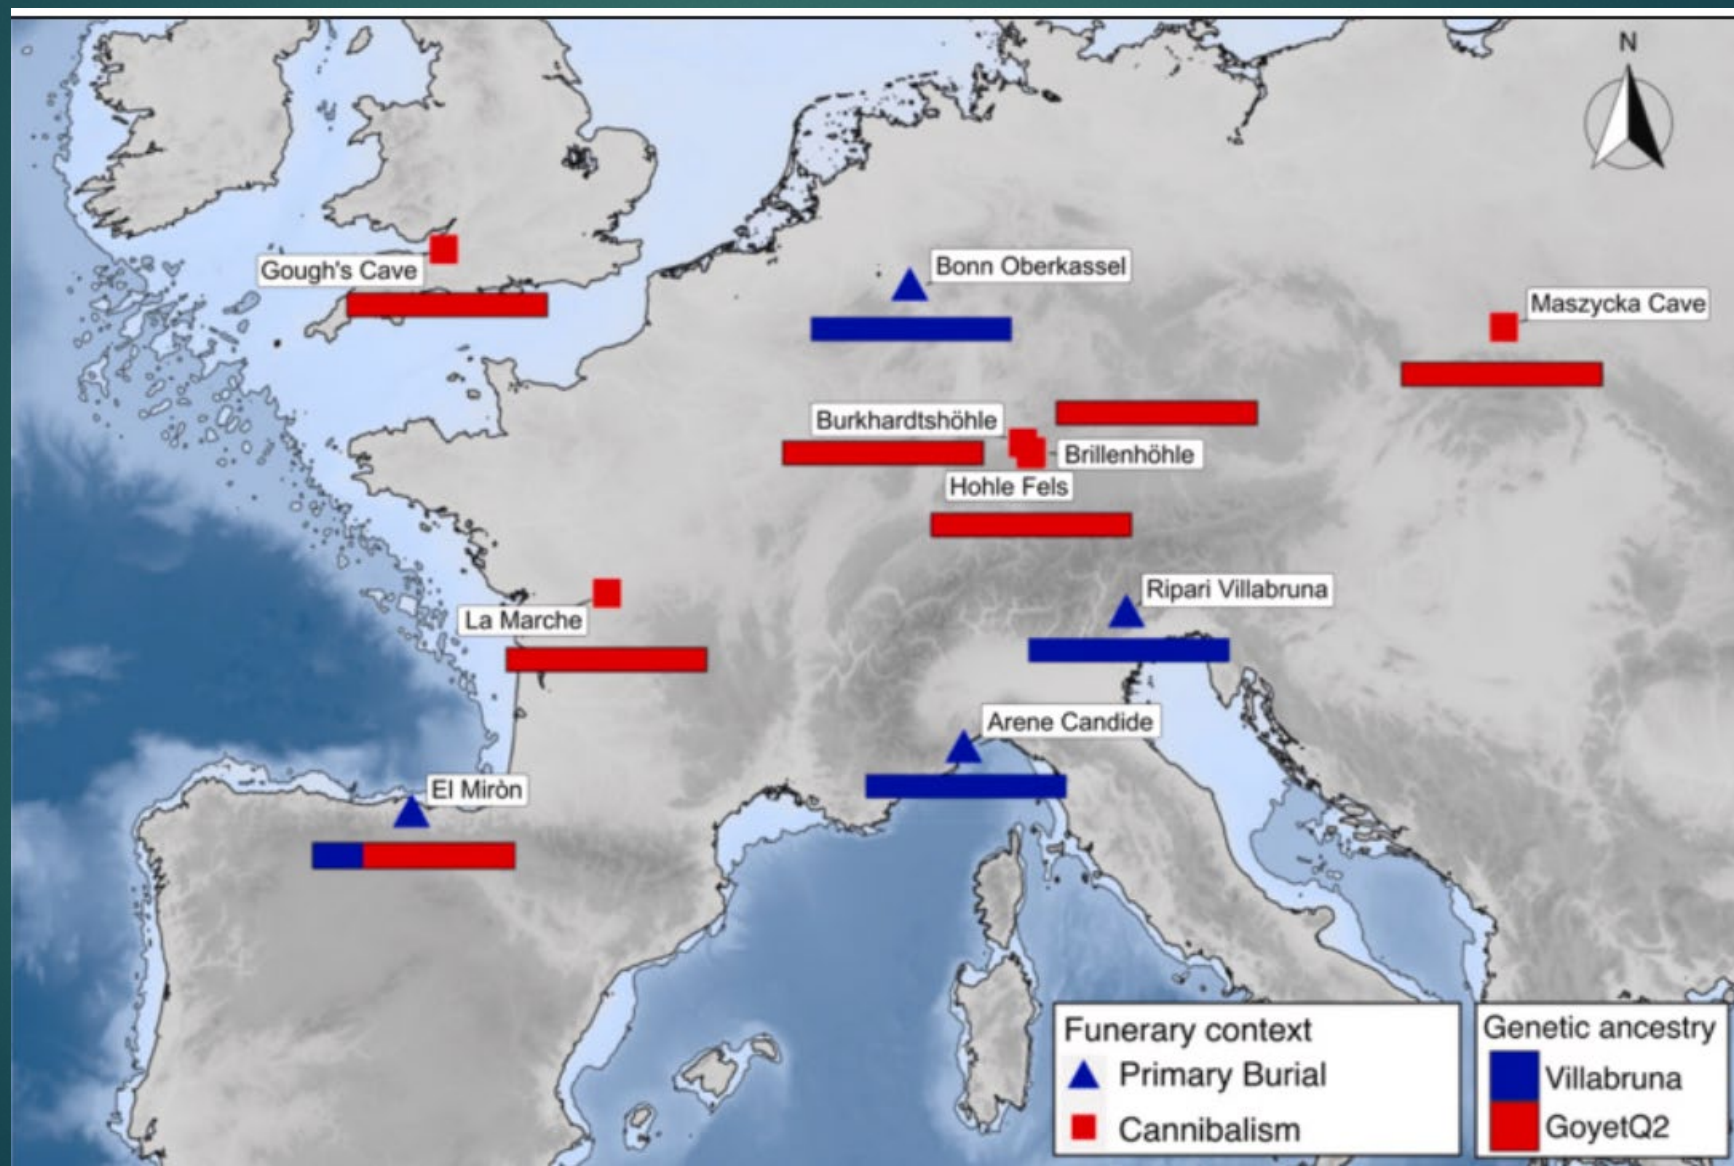 N
Gough's Cave
Bonn Oberkassel
Maszycka Cave
Burkhardtshöhle
Brillenhöhle
Hohle Fels
Ripari Villabruna
La Marche
Arene Candide
El Miròn
Funerary context
Primary Burial
Cannibalism
Genetic ancestry
Villabruna
GoyetQ2